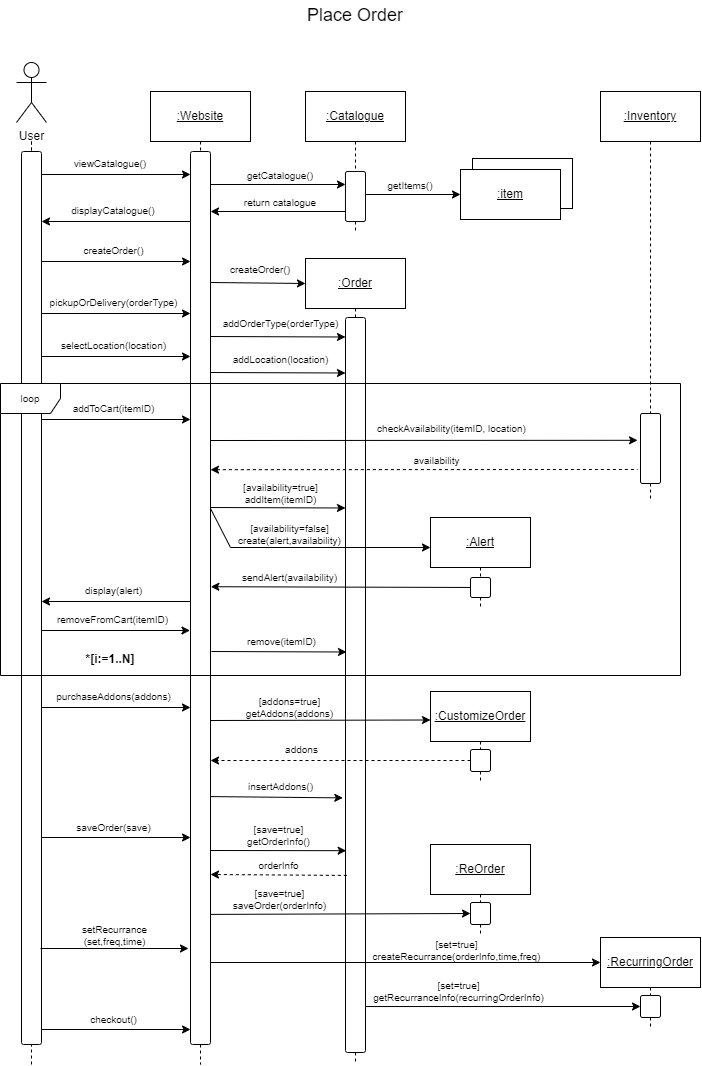 Place Order
User
:Website
:Catalogue
:Inventory
viewCatalogue()
getCatalogue()
getItems()
:item
return catalogue
displayCatalogue()
createOrder()
createOrder()
:Order
pickupOrDelivery(orderType)
addOrderType(orderType)
selectLocation(location)
addLocation(location)
loop
addToCart(itemID)
checkAvailability(itemID, location)
availability
[availability=true]
addItem(itemID)
[availability=false]
create(alert,availability)
:Alert
sendAlert(availability)
display(alert)
removeFromCart(itemID)
remove(itemID)
*[i:=1..N]
purchaseAddons(addons)
[addons=true]
getAddons(addons)
:CustomizeOrder
addons
insertAddons()
saveOrder(save)
[save=true]
getOrderInfo()
orderInfo
:ReOrder
[save=true]
saveOrder(orderInfo)
setRecurrance
(set,freq,time)
[set=true]
createRecurrance(orderInfo,time,freq)
:RecurringOrder
[set=true]
getRecurranceInfo(recurringOrderInfo)
checkout()